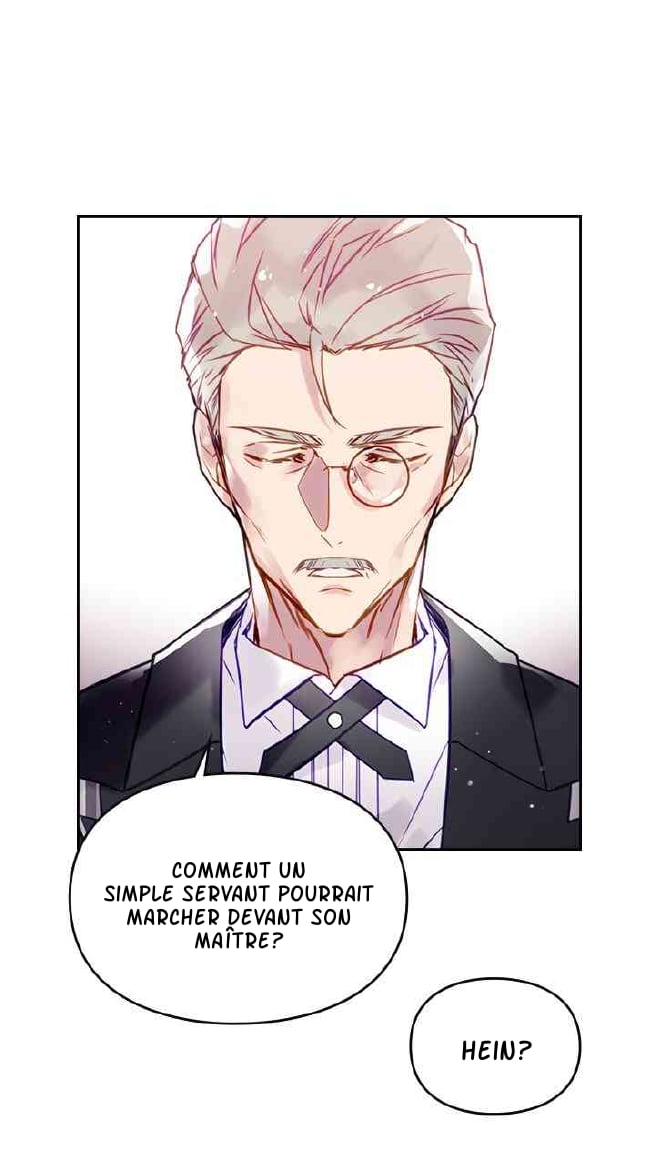 COMMENT UN
SIMPLE SERVANT POURRAIT
MARCHER DEVANT SON
MAÎTRE?
HEIN?